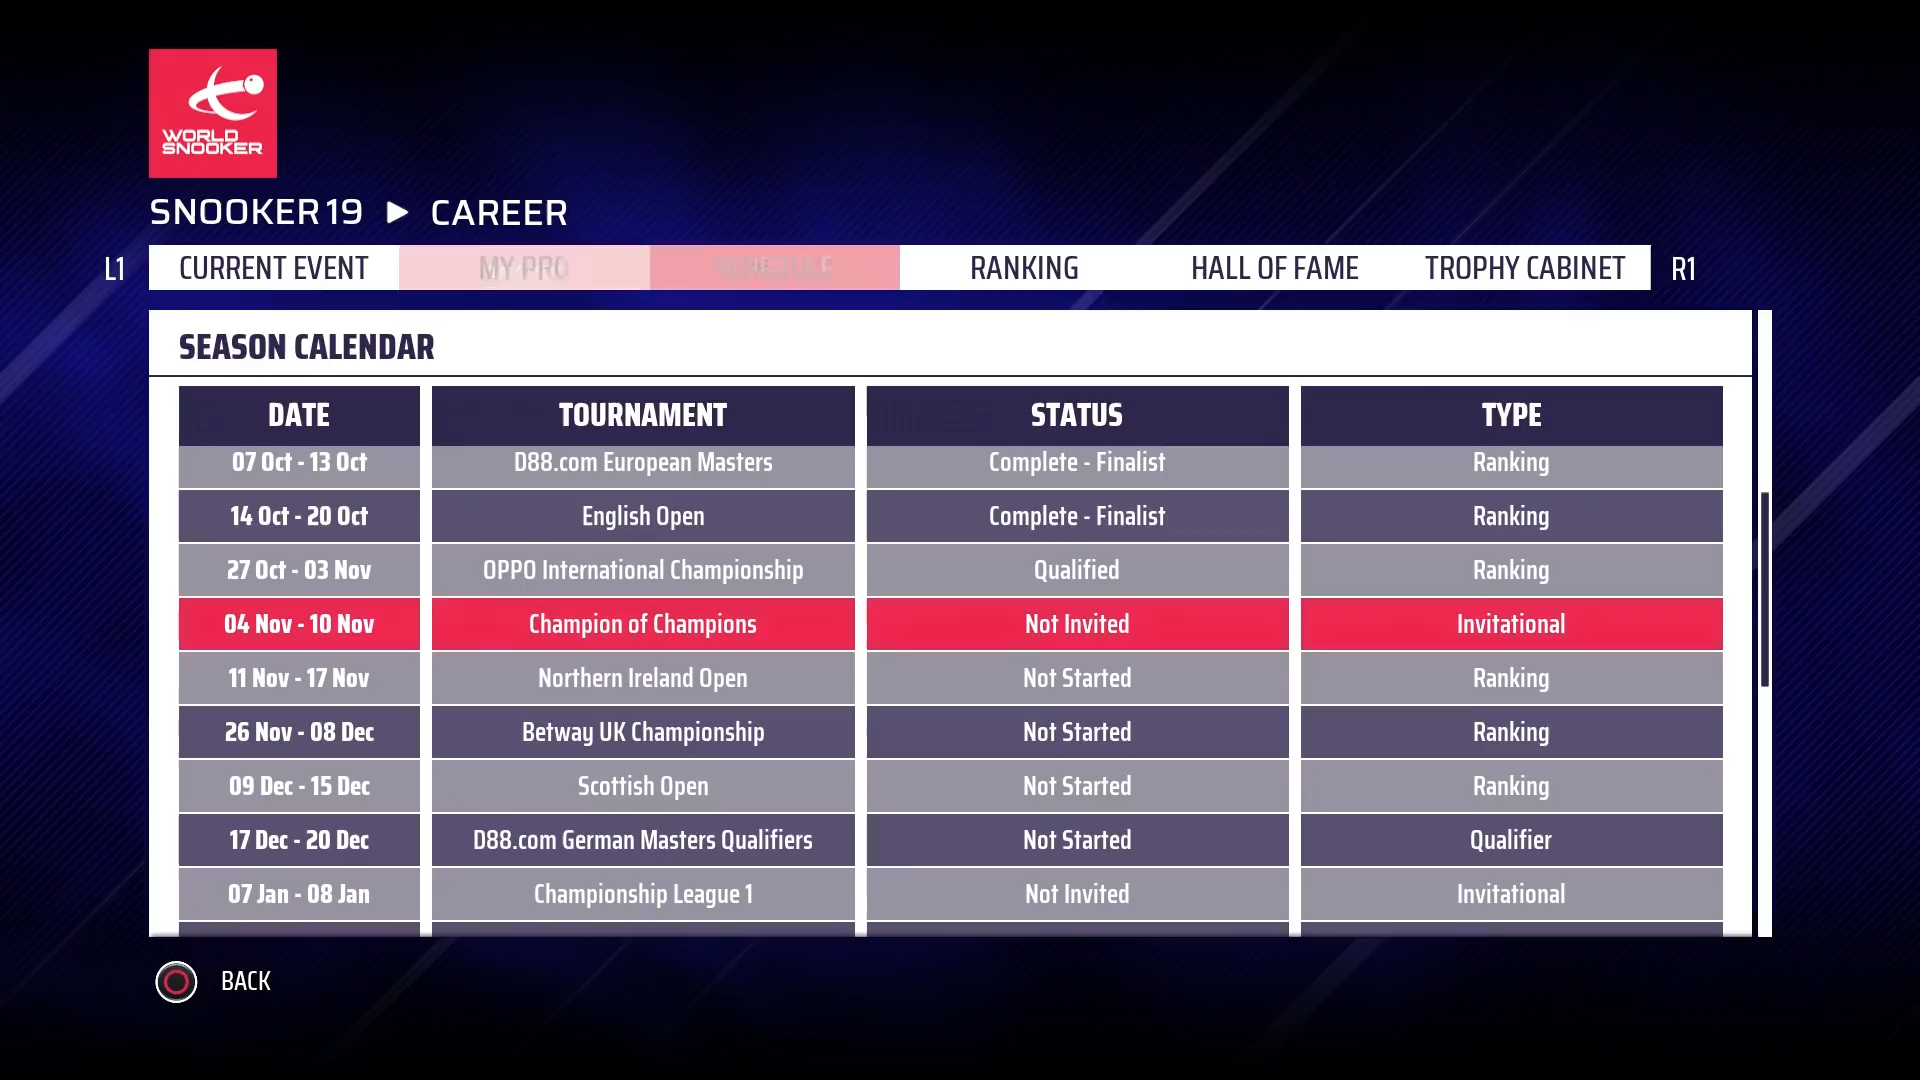 WORLD
SNOOKER
SNOOKER 19 ▶ CAREER
L1 CURRENT EVENT MY PRO SCHEDULE RANKING HALL OF FAME TROPHY CABINET R1
SEASON CALENDAR
DATE TOURNAMENT STATUS TYPE
07 Oct - 13 Oct D88.com European Masters Complete - Finalist Ranking
14 Oct - 20 Oct English Open Complete - Finalist Ranking
27 Oct - 03 Nov OPPO International Championship Qualified Ranking
04 Nov - 10 Nov Champion of Champions Not Invited Invitational
11 Nov - 17 Nov Northern Ireland Open Not Started Ranking
26 Nov - 08 Dec Betway UK Championship Not Started Ranking
09 Dec - 15 Dec Scottish Open Not Started Ranking
17 Dec - 20 Dec D88.com German Masters Qualifiers Not Started Qualifier
07 Jan - 08 Jan Championship League 1 Not Invited Invitational
BACK